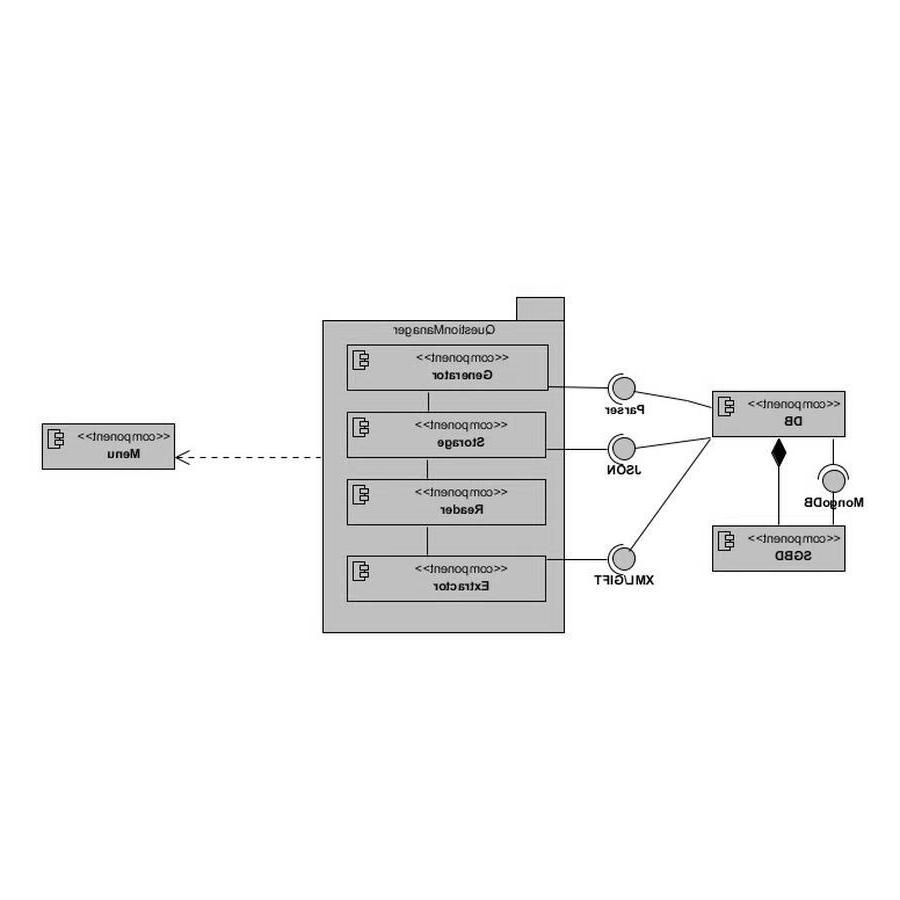 QuestionManager
<<component>>
Generator
<<component>>
Storage
<<component>>
Reader
<<component>>
Extractor
<<component>>
Menu
Parser
JSON
XML/GIFT
<<component>>
DB
MongoDB
<<component>>
SGBD